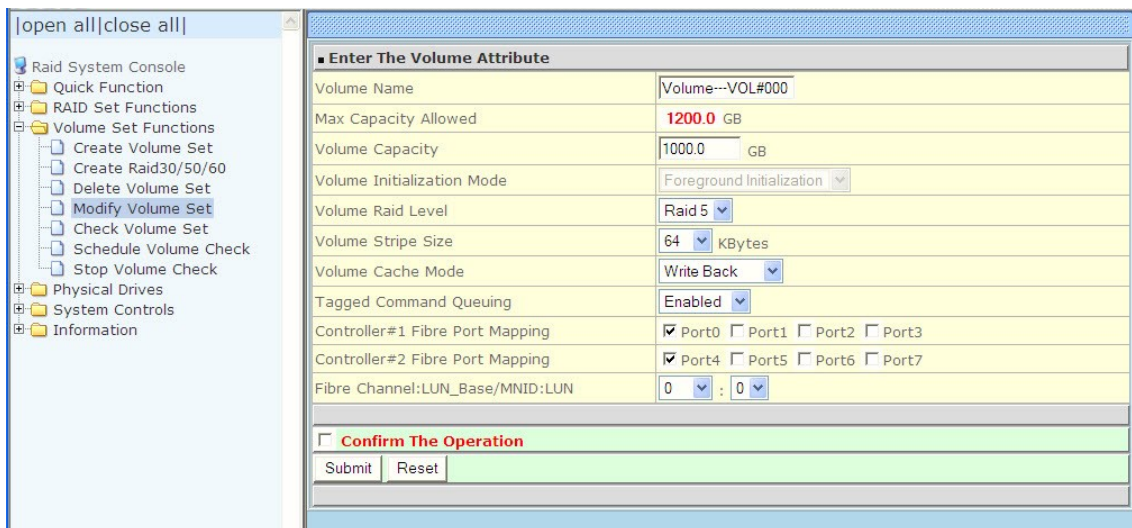 |open all|close all|
Raid System Console
Quick Function
RAID Set Functions
Volume Set Functions
Create Volume Set
Create Raid30/50/60
Delete Volume Set
Modify Volume Set
Check Volume Set
Schedule Volume Check
Stop Volume Check
Physical Drives
System Controls
Information
Enter The Volume Attribute
Volume Name Volume---VOL#000
Max Capacity Allowed 1200.0 GB
Volume Capacity 1000.0 GB
Volume Initialization Mode Foreground Initialization
Volume Raid Level Raid 5
Volume Stripe Size 64 KBytes
Volume Cache Mode Write Back
Tagged Command Queuing Enabled
Controller#1 Fibre Port Mapping Port0 Port1 Port2 Port3
Controller#2 Fibre Port Mapping Port4 Port5 Port6 Port7
Fibre Channel:LUN_Base/MNID:LUN 0 : 0
Confirm The Operation
Submit Reset